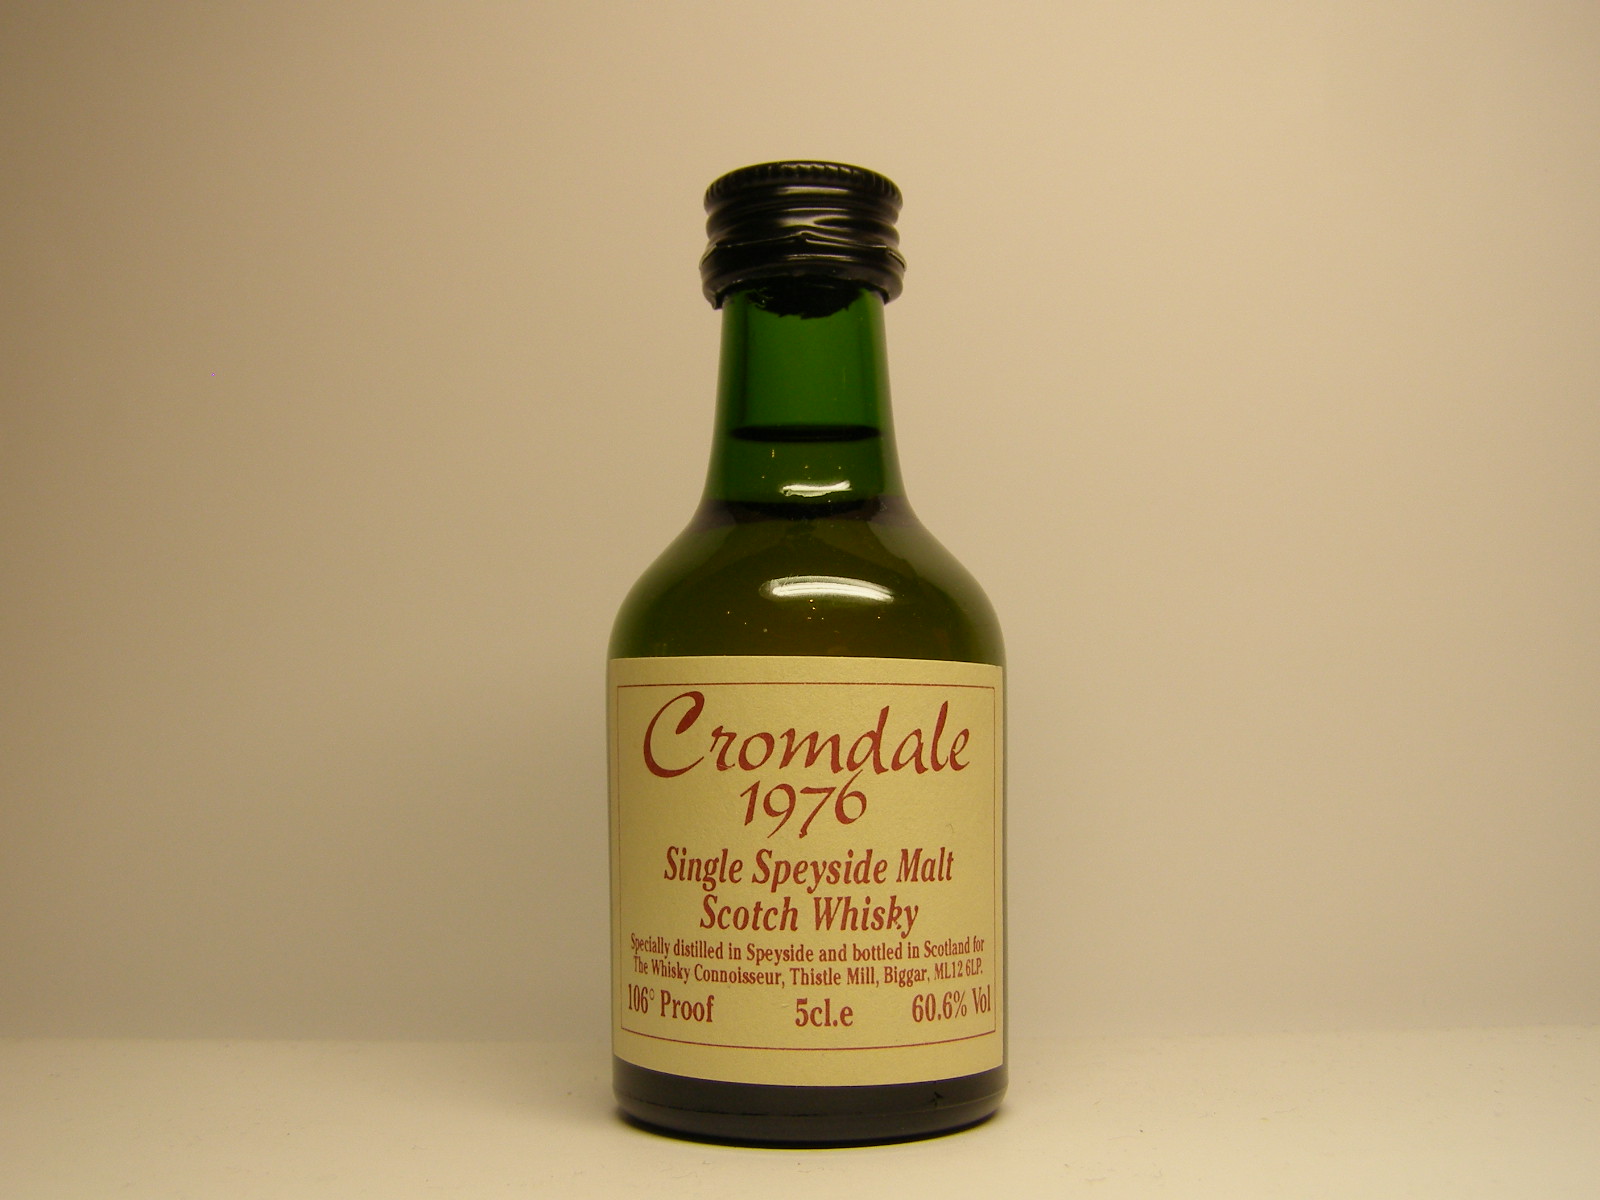 Cromdale
1976
Single Speyside Malt
Scotch Whisky
Specially distilled in Speyside and bottled in Scotland for
The Whisky Connoisseur, Thistle Mill, Biggar, ML12 6LP.
106° Proof 5cl.e 60.6% Vol